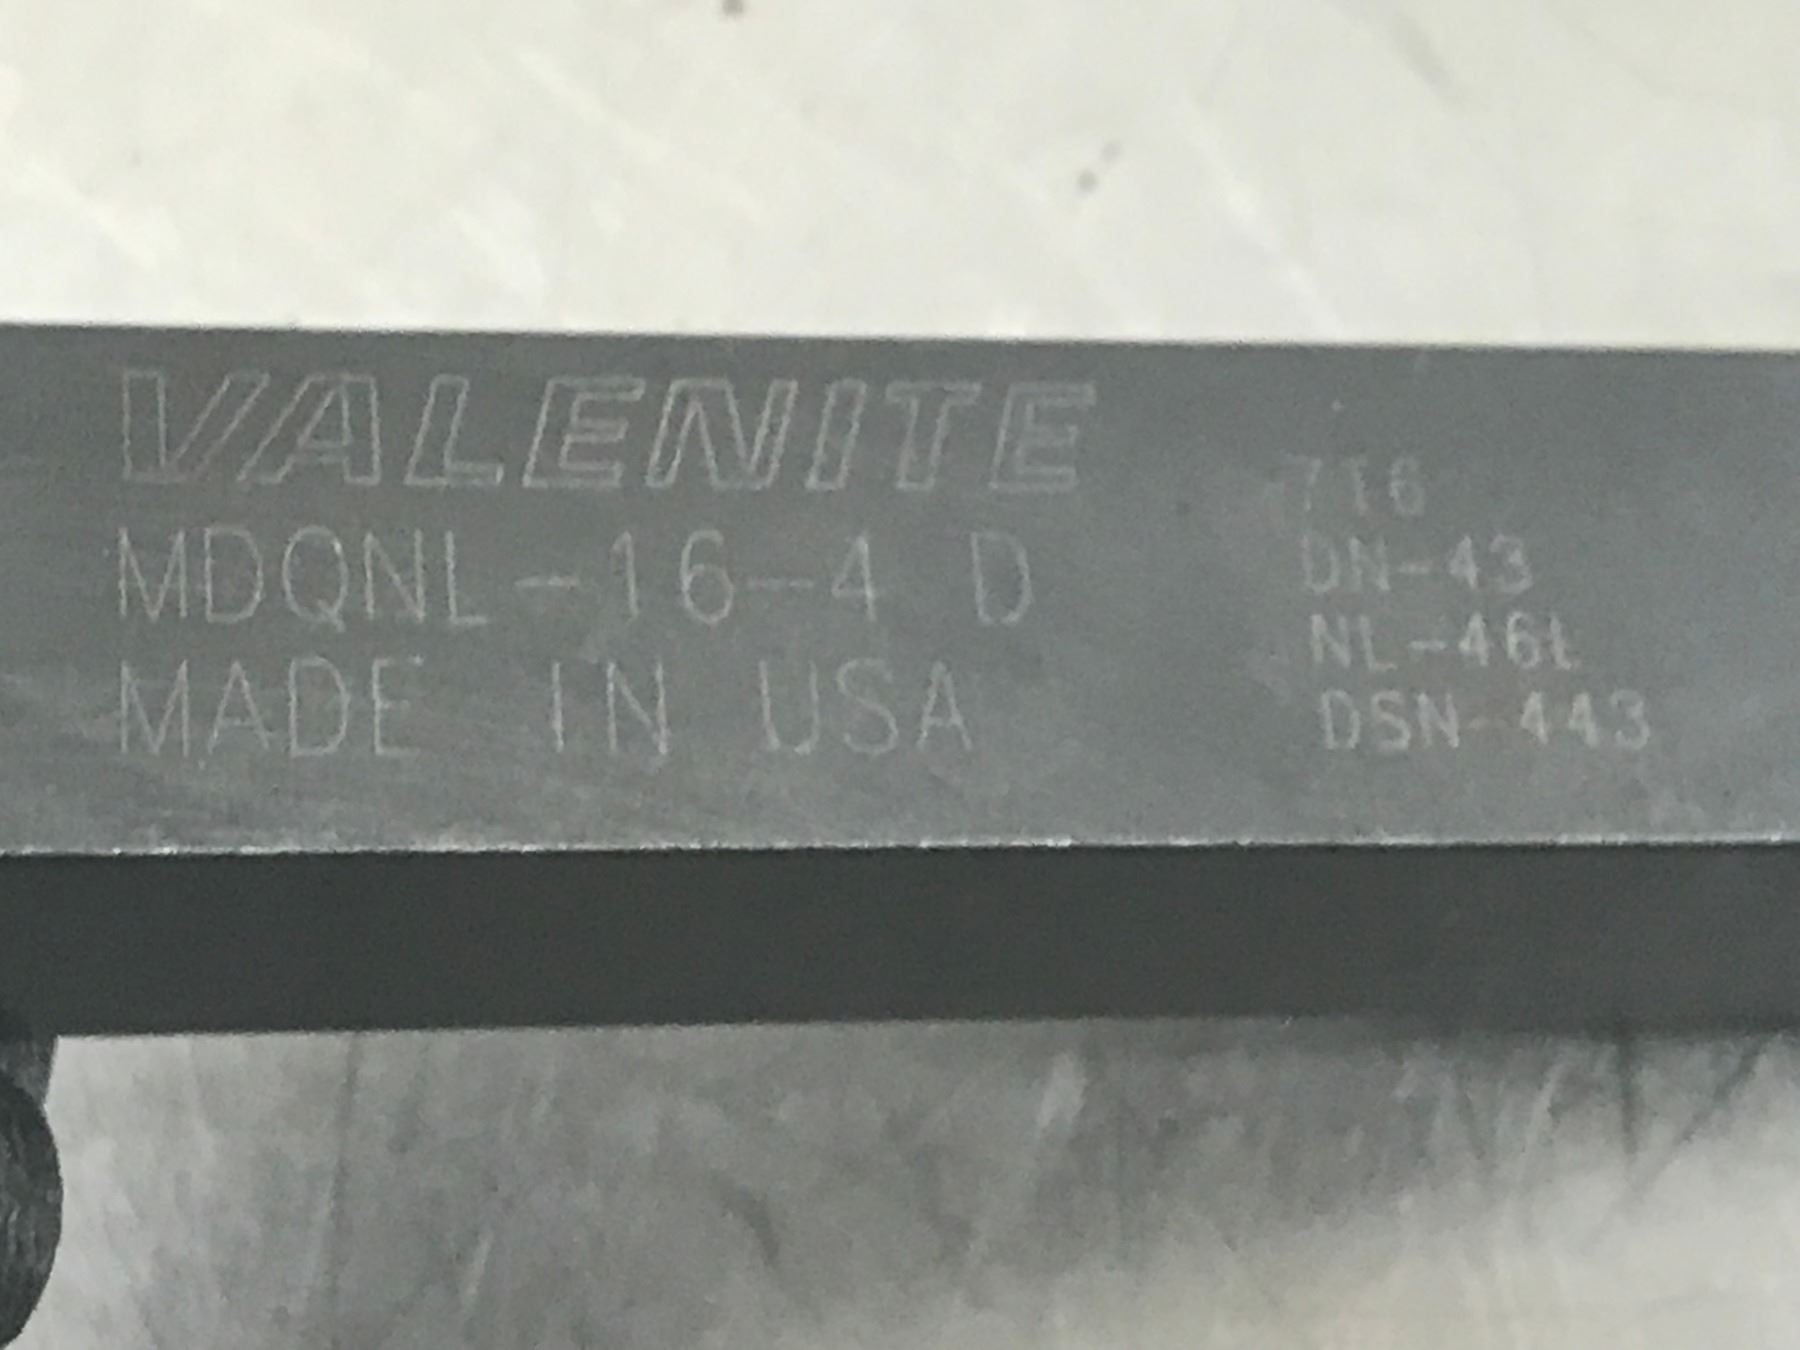 VALENITE
MDQNL-16-4 D
MADE IN USA
716
DN-43
NL-46L
DSN-443